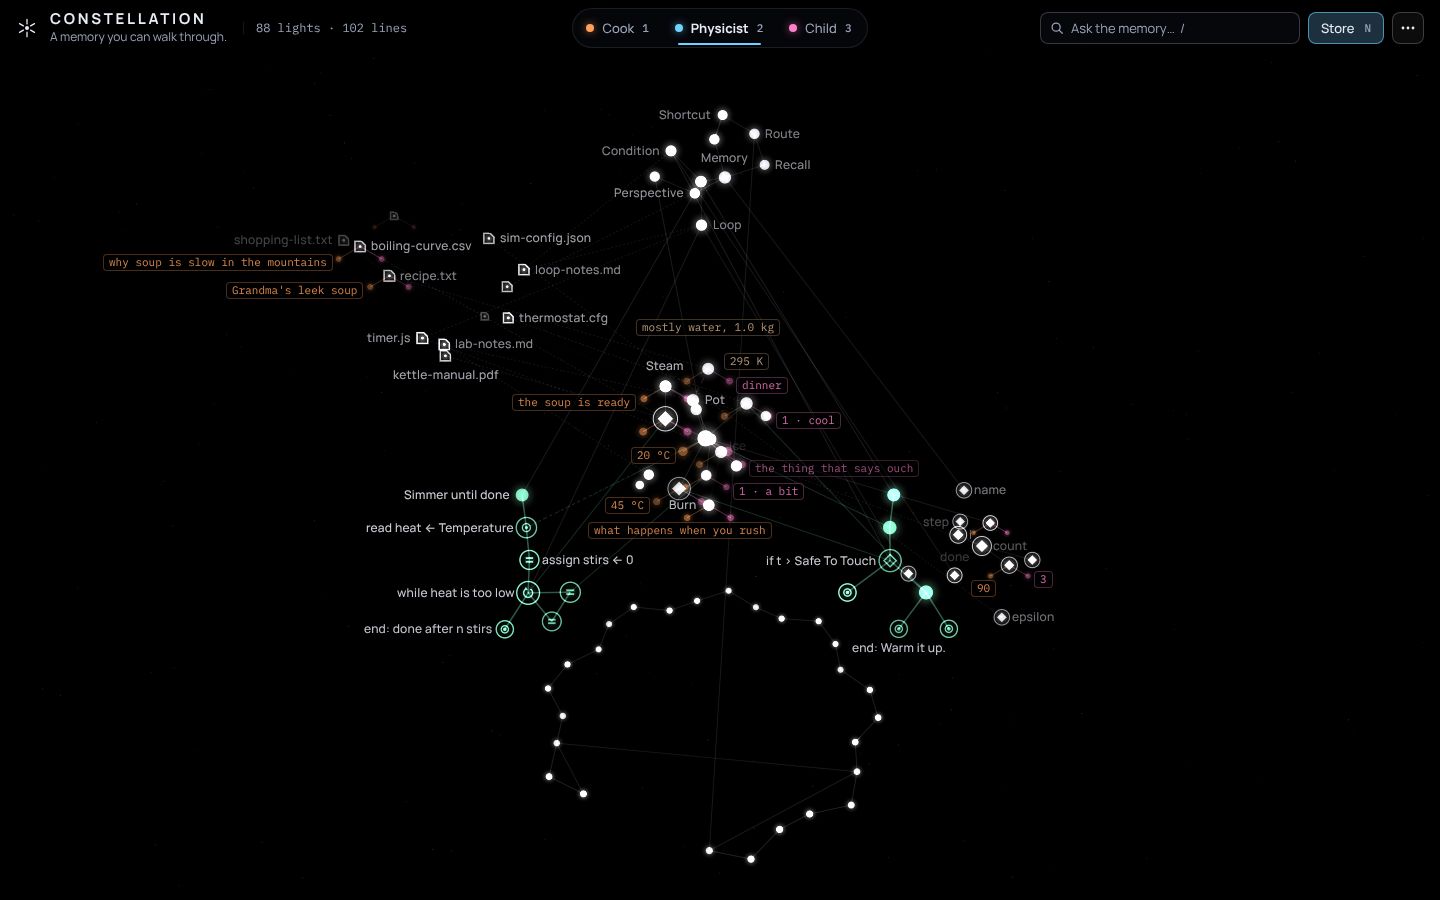 CONSTELLATION
A memory you can walk through.
88 lights · 102 lines
Cook 1
Physicist 2
Child 3
Ask the memory… /
Store N
Shortcut
Route
Condition
Memory
Recall
Perspective
Loop
shopping-list.txt
boiling-curve.csv
sim-config.json
why soup is slow in the mountains
recipe.txt
loop-notes.md
Grandma's leek soup
thermostat.cfg
mostly water, 1.0 kg
timer.js
lab-notes.md
295 K
Steam
kettle-manual.pdf
dinner
the soup is ready
Pot
1 · cool
20 °C
the thing that says ouch
1 · a bit
name
Simmer until done
45 °C
Burn
step
read heat ← Temperature
what happens when you rush
count
assign stirs ← 0
if t > Safe To Touch
done
3
90
while heat is too low
epsilon
end: done after n stirs
end: Warm it up.